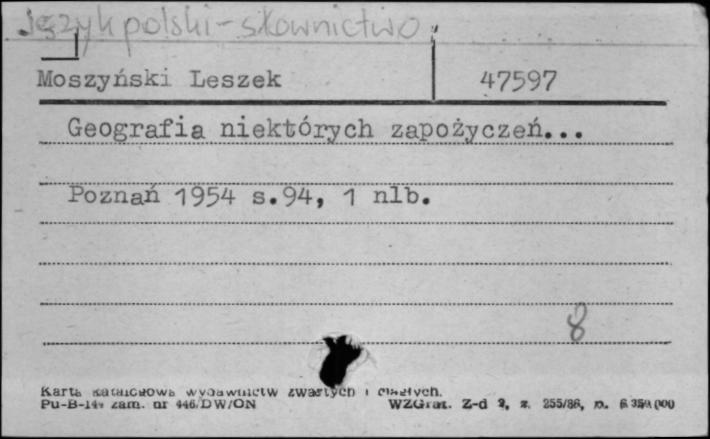 Język polski - słownictwo
Moszyński Leszek 47597
Geografia niektórych zapożyczeń...
Poznań 1954 s.94, 1 nlb.
8
Karta katalogowa wydawnictw zwartych i ciągłych.
Pu-B-14 zam. nr 446/DW/ON WZGraf. Z-d 2, z. 255/86, n.